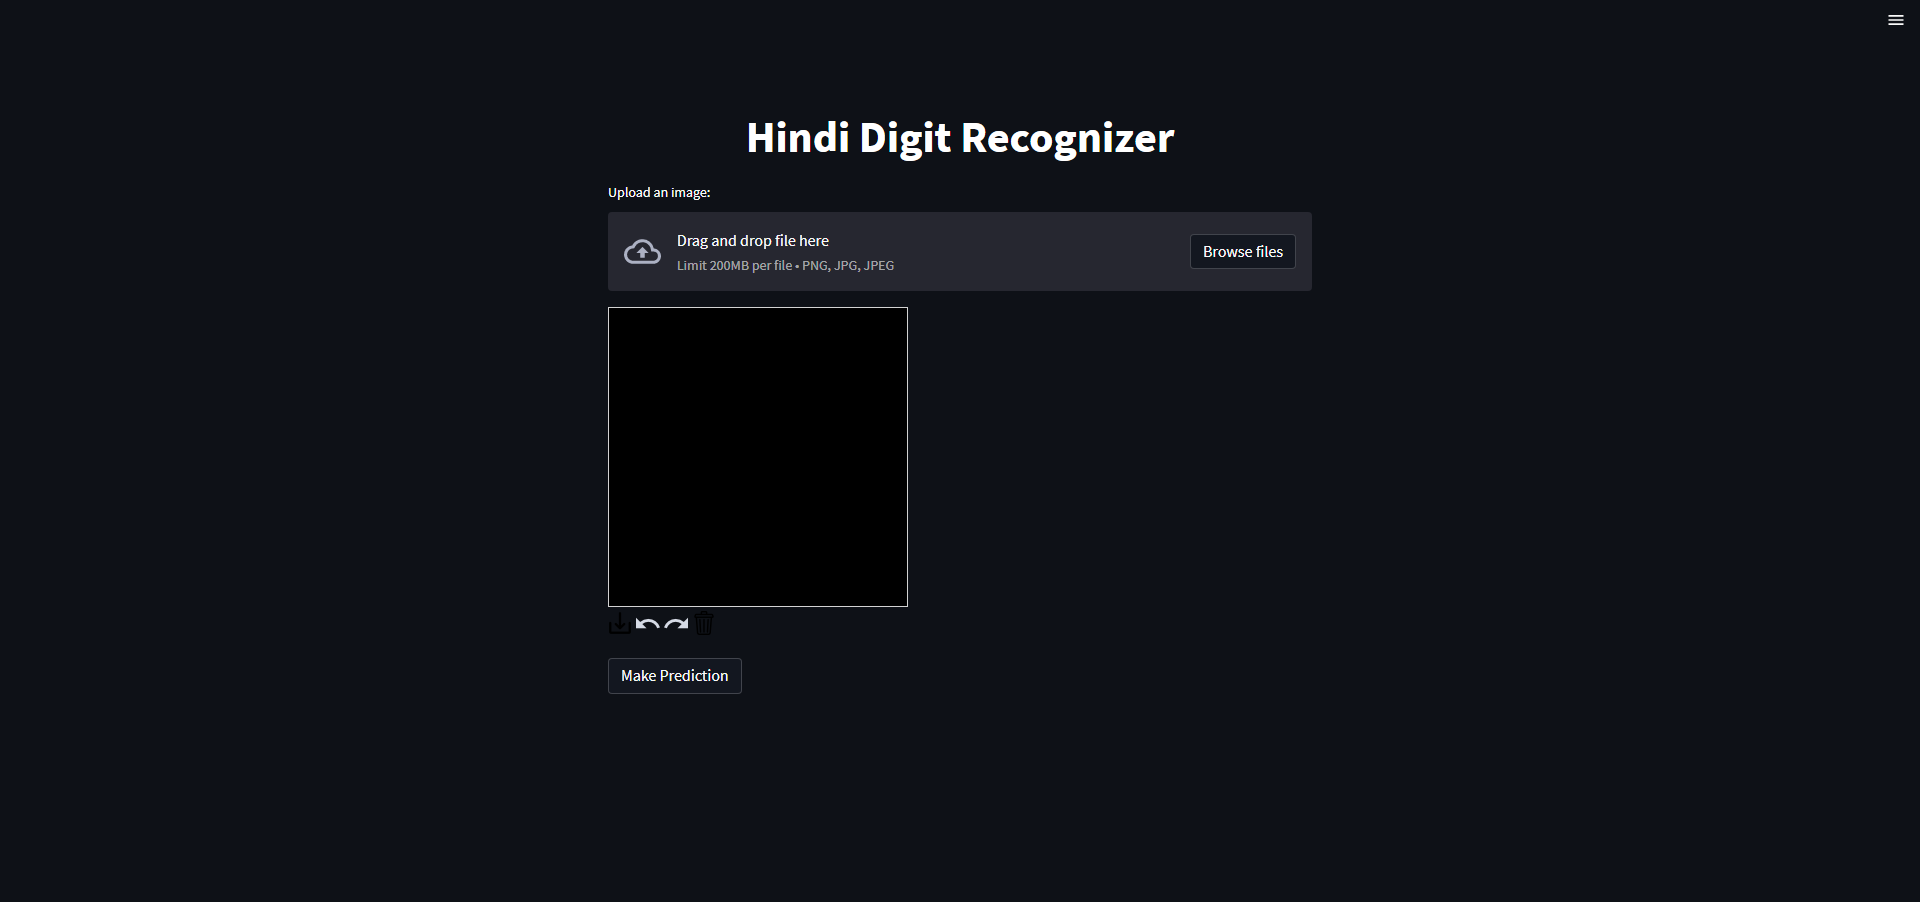 Hindi Digit Recognizer
Upload an image:
Drag and drop file here
Limit 200MB per file • PNG, JPG, JPEG
Browse files
Make Prediction